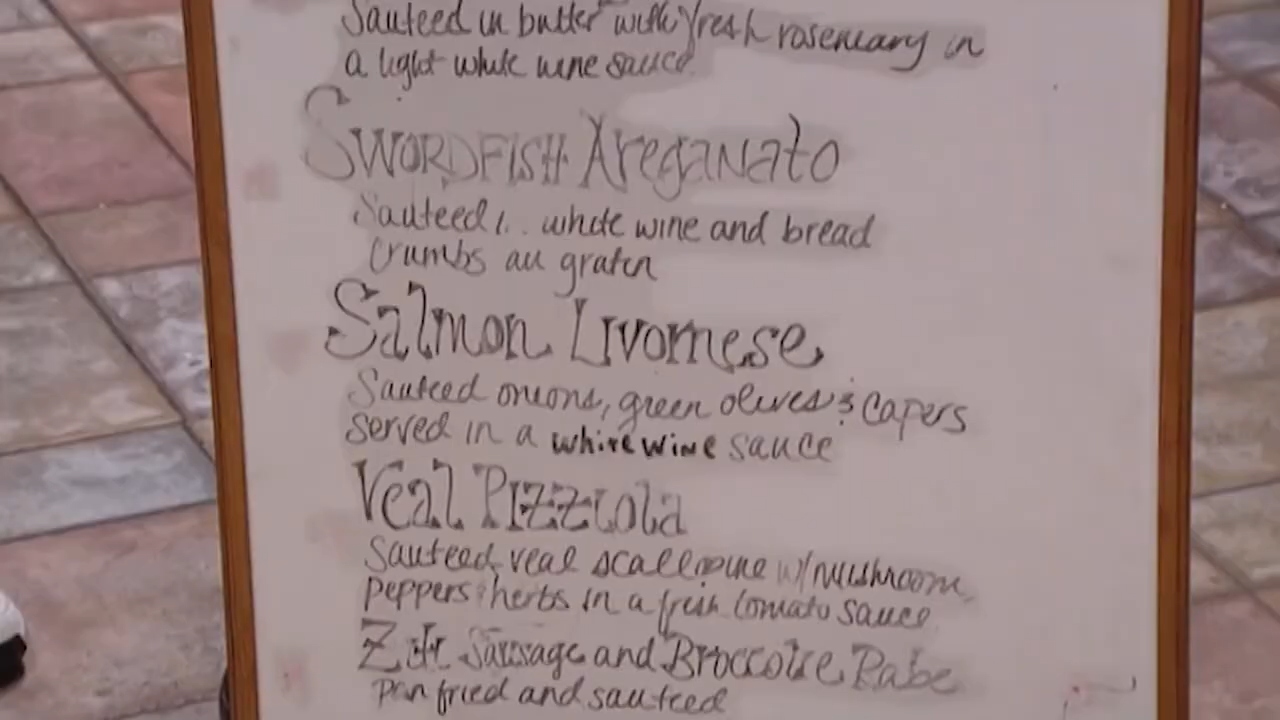 Sauteed in butter with fresh rosemary in
a light white wine sauce
SWORDFISH AreganaTo
Sauteed white wine and bread
crumbs au graten
Salmon Livornese
Sauteed onions, green olives & capers
served in a white wine sauce
Veal Pizziola
Sauteed veal scallopine w/mushroom,
peppers & herbs in a fresh tomato sauce
Ziti Sausage and Broccolie Rabe
pan fried and sauteed